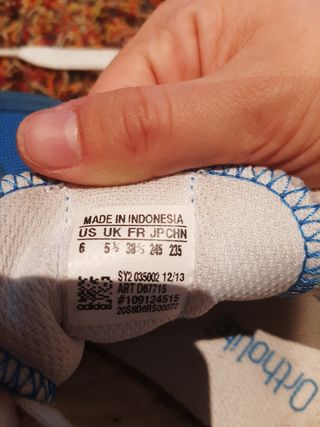 MADE IN INDONESIA
US UK FR JP CHN
6 5½ 38⅔ 245 235
SY2 035002 12/13
ART D67715
#109124515
20S6D6RS00072
adidas
Ortholite